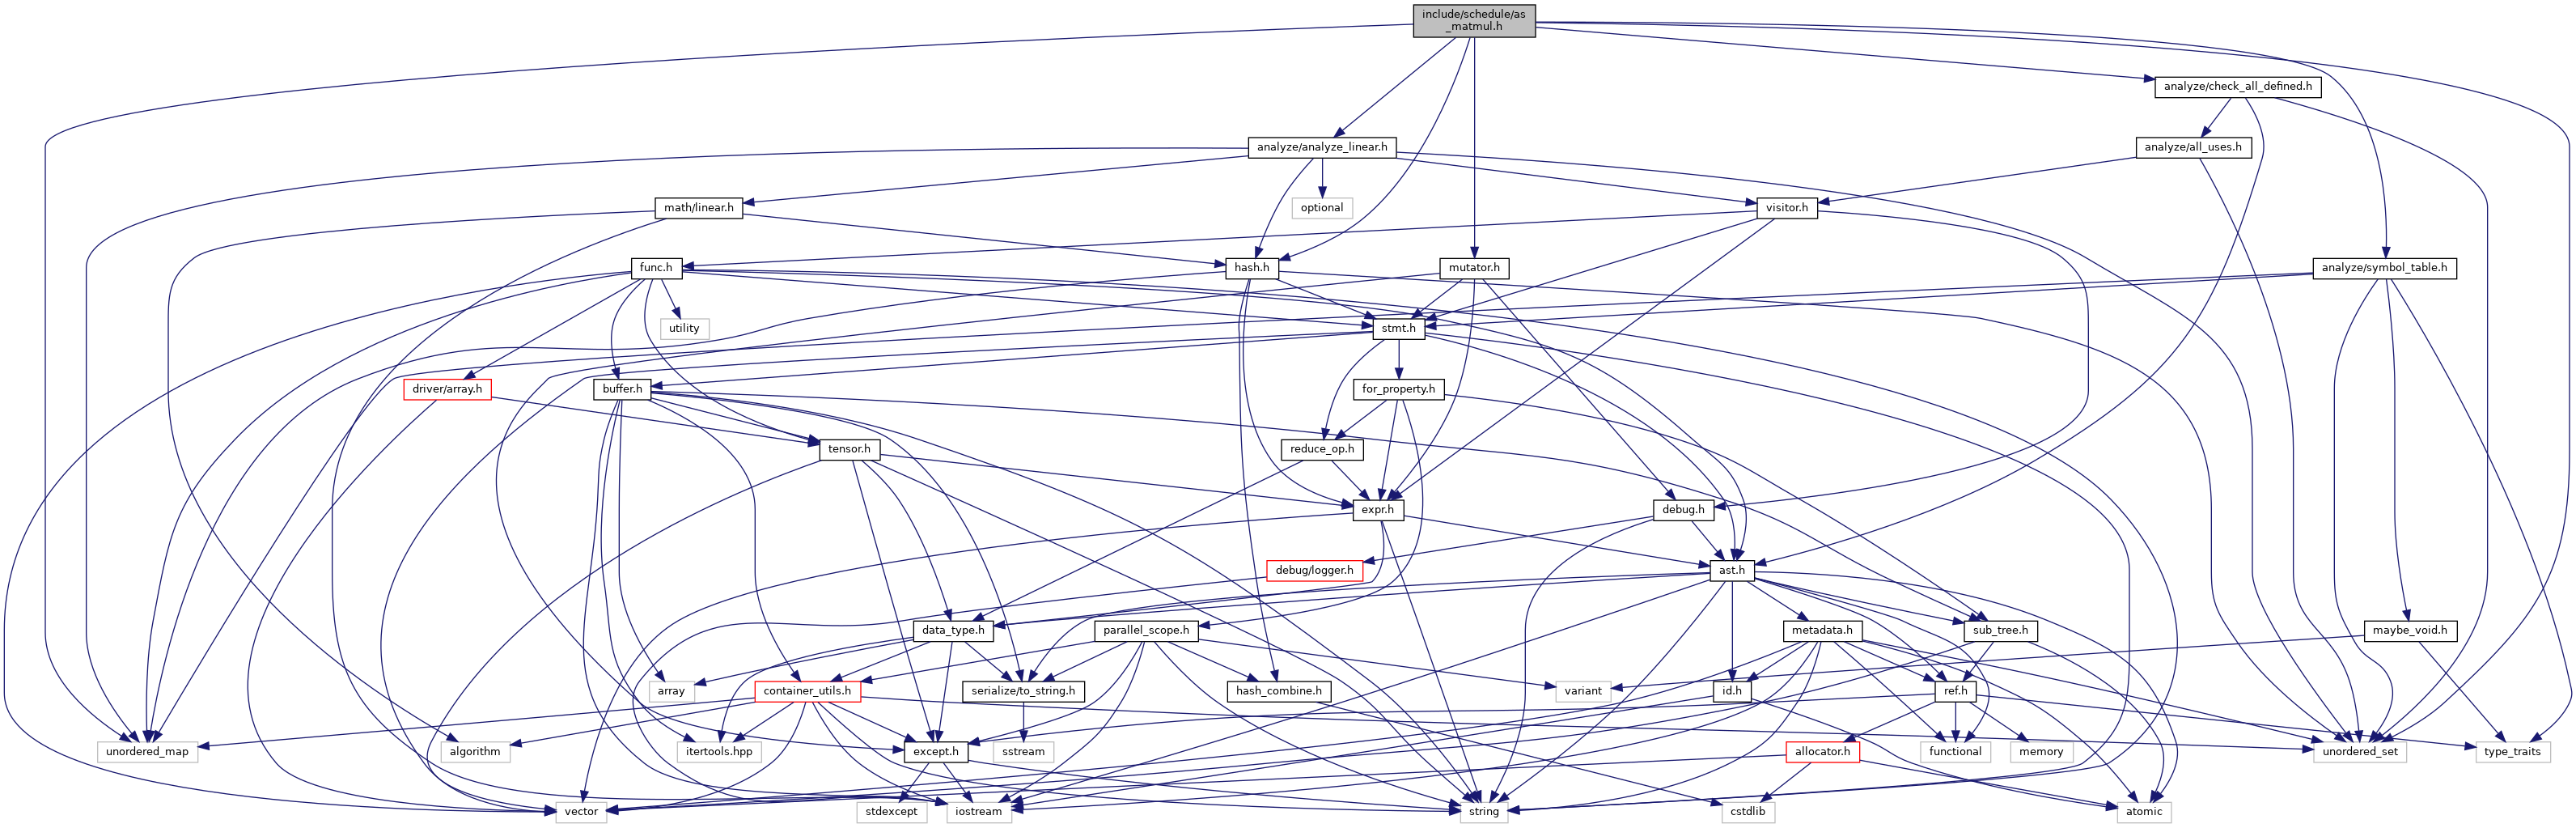 include/schedule/as
_matmul.h
analyze/check_all_defined.h
analyze/analyze_linear.h
analyze/all_uses.h
math/linear.h
optional
visitor.h
func.h
hash.h
mutator.h
analyze/symbol_table.h
utility
stmt.h
driver/array.h
buffer.h
for_property.h
tensor.h
reduce_op.h
expr.h
debug.h
debug/logger.h
ast.h
data_type.h
parallel_scope.h
metadata.h
sub_tree.h
maybe_void.h
array
container_utils.h
serialize/to_string.h
hash_combine.h
variant
id.h
ref.h
unordered_map
algorithm
itertools.hpp
except.h
sstream
allocator.h
functional
memory
unordered_set
type_traits
vector
stdexcept
iostream
string
cstdlib
atomic